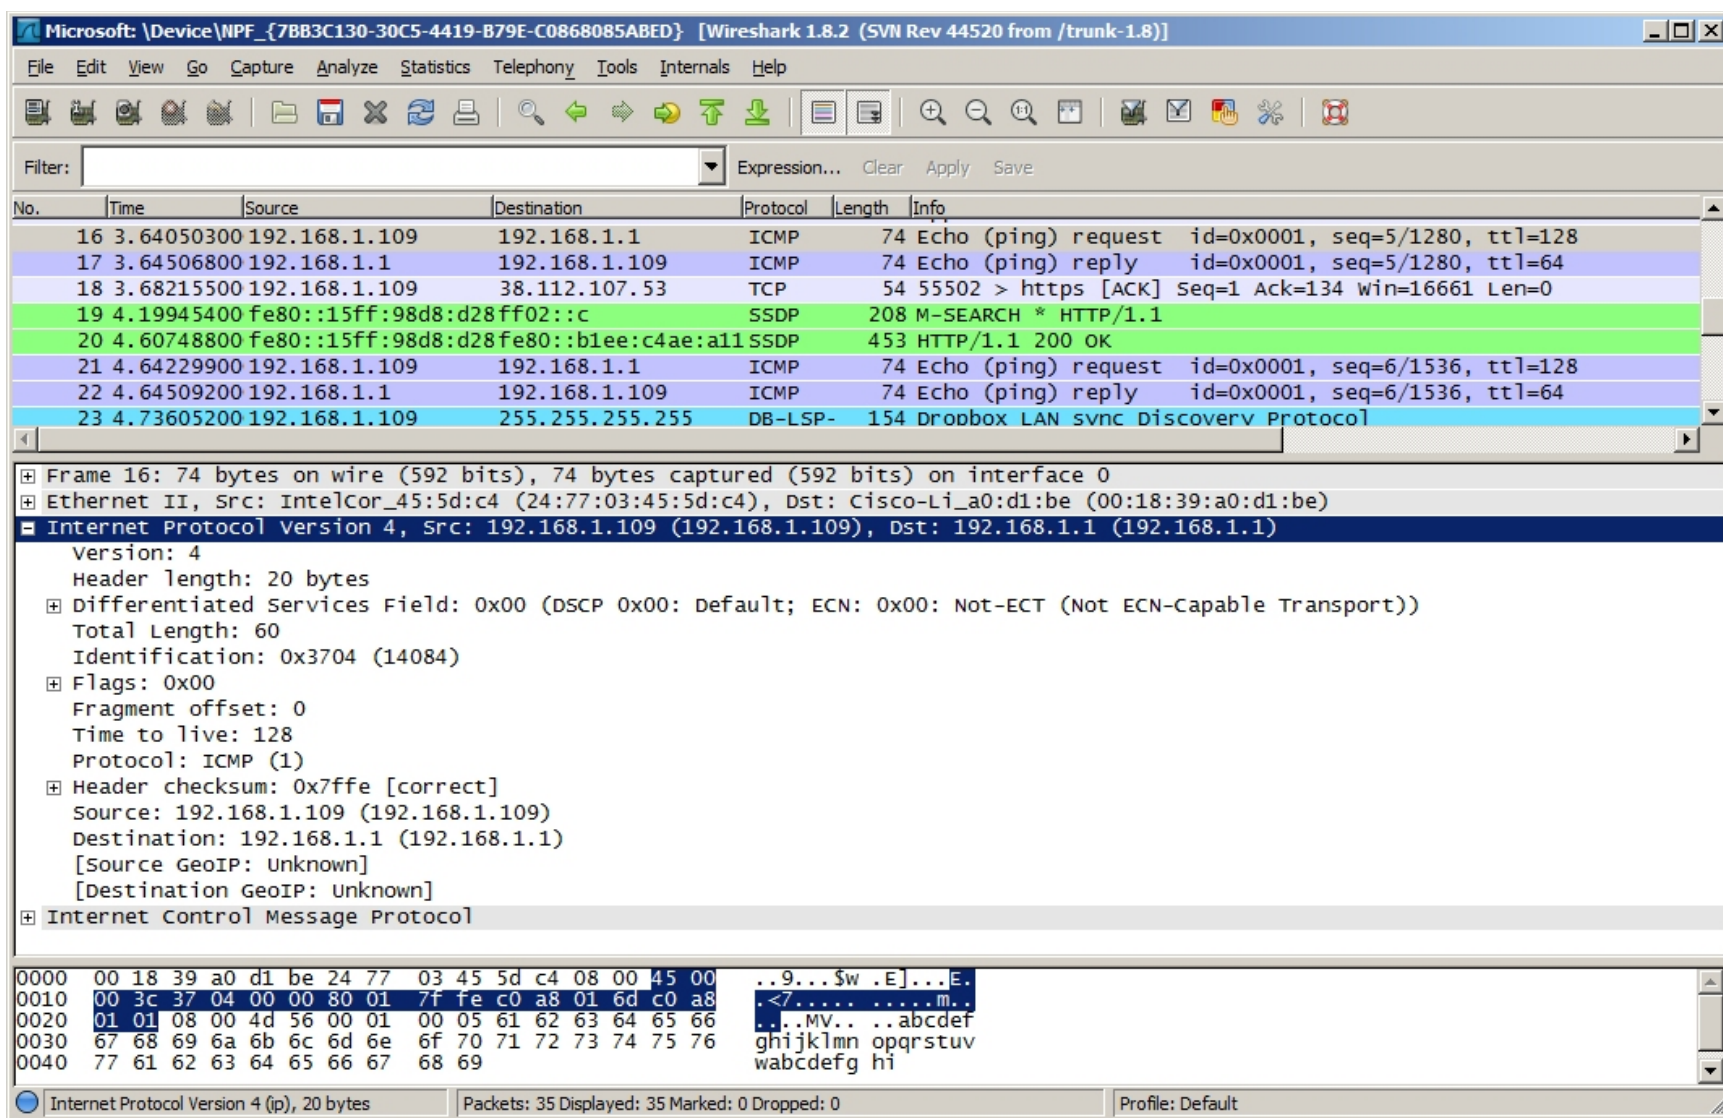 Microsoft: \Device\NPF_{7BB3C130-30C5-4419-B79E-C0868085ABED} [Wireshark 1.8.2 (SVN Rev 44520 from /trunk-1.8)]
File Edit View Go Capture Analyze Statistics Telephony Tools Internals Help
Filter: Expression... Clear Apply Save
No. Time Source Destination Protocol Length Info
16 3.64050300 192.168.1.109 192.168.1.1 ICMP 74 Echo (ping) request id=0x0001, seq=5/1280, ttl=128
17 3.64506800 192.168.1.1 192.168.1.109 ICMP 74 Echo (ping) reply id=0x0001, seq=5/1280, ttl=64
18 3.68215500 192.168.1.109 38.112.107.53 TCP 54 55502 > https [ACK] Seq=1 Ack=134 Win=16661 Len=0
19 4.19945400 fe80::15ff:98d8:d28 ff02::c SSDP 208 M-SEARCH * HTTP/1.1
20 4.60748800 fe80::15ff:98d8:d28 fe80::b1ee:c4ae:a11 SSDP 453 HTTP/1.1 200 OK
21 4.64229900 192.168.1.109 192.168.1.1 ICMP 74 Echo (ping) request id=0x0001, seq=6/1536, ttl=128
22 4.64509200 192.168.1.1 192.168.1.109 ICMP 74 Echo (ping) reply id=0x0001, seq=6/1536, ttl=64
23 4.73605200 192.168.1.109 255.255.255.255 DB-LSP- 154 Dropbox LAN sync Discovery Protocol
Frame 16: 74 bytes on wire (592 bits), 74 bytes captured (592 bits) on interface 0
Ethernet II, Src: IntelCor_45:5d:c4 (24:77:03:45:5d:c4), Dst: Cisco-Li_a0:d1:be (00:18:39:a0:d1:be)
Internet Protocol Version 4, Src: 192.168.1.109 (192.168.1.109), Dst: 192.168.1.1 (192.168.1.1)
Version: 4
Header length: 20 bytes
Differentiated Services Field: 0x00 (DSCP 0x00: Default; ECN: 0x00: Not-ECT (Not ECN-Capable Transport))
Total Length: 60
Identification: 0x3704 (14084)
Flags: 0x00
Fragment offset: 0
Time to live: 128
Protocol: ICMP (1)
Header checksum: 0x7ffe [correct]
Source: 192.168.1.109 (192.168.1.109)
Destination: 192.168.1.1 (192.168.1.1)
[Source GeoIP: Unknown]
[Destination GeoIP: Unknown]
Internet Control Message Protocol
0000 00 18 39 a0 d1 be 24 77 03 45 5d c4 08 00 45 00 ..9...$w .E]...E.
0010 00 3c 37 04 00 00 80 01 7f fe c0 a8 01 6d c0 a8 .<7..... .....m..
0020 01 01 08 00 4d 56 00 01 00 05 61 62 63 64 65 66 ....MV.. ..abcdef
0030 67 68 69 6a 6b 6c 6d 6e 6f 70 71 72 73 74 75 76 ghijklmn opqrstuv
0040 77 61 62 63 64 65 66 67 68 69 wabcdefg hi
Internet Protocol Version 4 (ip), 20 bytes Packets: 35 Displayed: 35 Marked: 0 Dropped: 0 Profile: Default